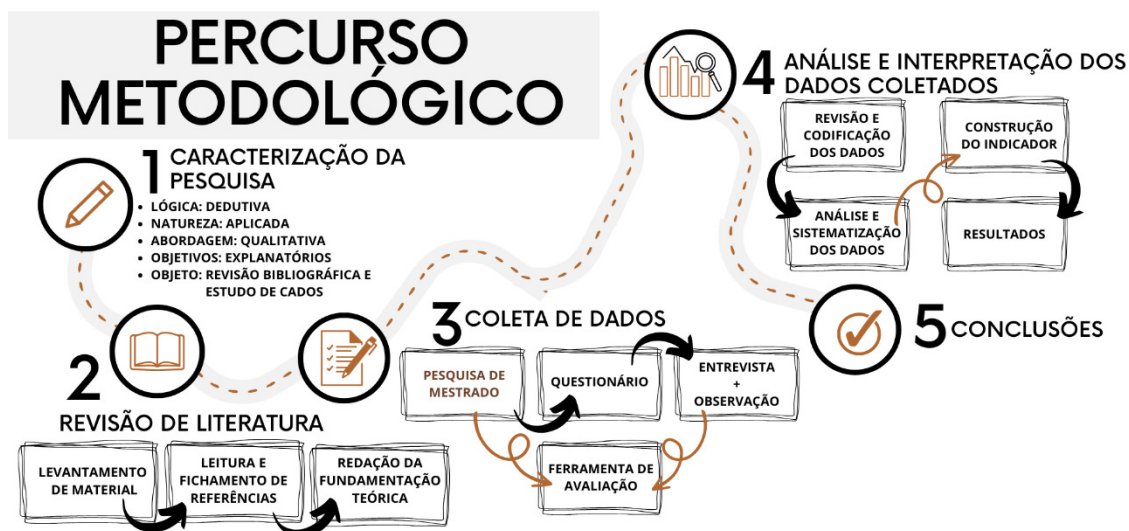 PERCURSO
METODOLÓGICO
1 CARACTERIZAÇÃO DA
PESQUISA
• LÓGICA: DEDUTIVA
• NATUREZA: APLICADA
• ABORDAGEM: QUALITATIVA
• OBJETIVOS: EXPLANATÓRIOS
• OBJETO: REVISÃO BIBLIOGRÁFICA E
ESTUDO DE CADOS
2
REVISÃO DE LITERATURA
LEVANTAMENTO
DE MATERIAL
LEITURA E
FICHAMENTO DE
REFERÊNCIAS
REDAÇÃO DA
FUNDAMENTAÇÃO
TEÓRICA
3 COLETA DE DADOS
PESQUISA DE
MESTRADO
QUESTIONÁRIO
ENTREVISTA
+
OBSERVAÇÃO
FERRAMENTA DE
AVALIAÇÃO
4 ANÁLISE E INTERPRETAÇÃO DOS
DADOS COLETADOS
REVISÃO E
CODIFICAÇÃO
DOS DADOS
ANÁLISE E
SISTEMATIZAÇÃO
DOS DADOS
CONSTRUÇÃO
DO INDICADOR
RESULTADOS
5 CONCLUSÕES